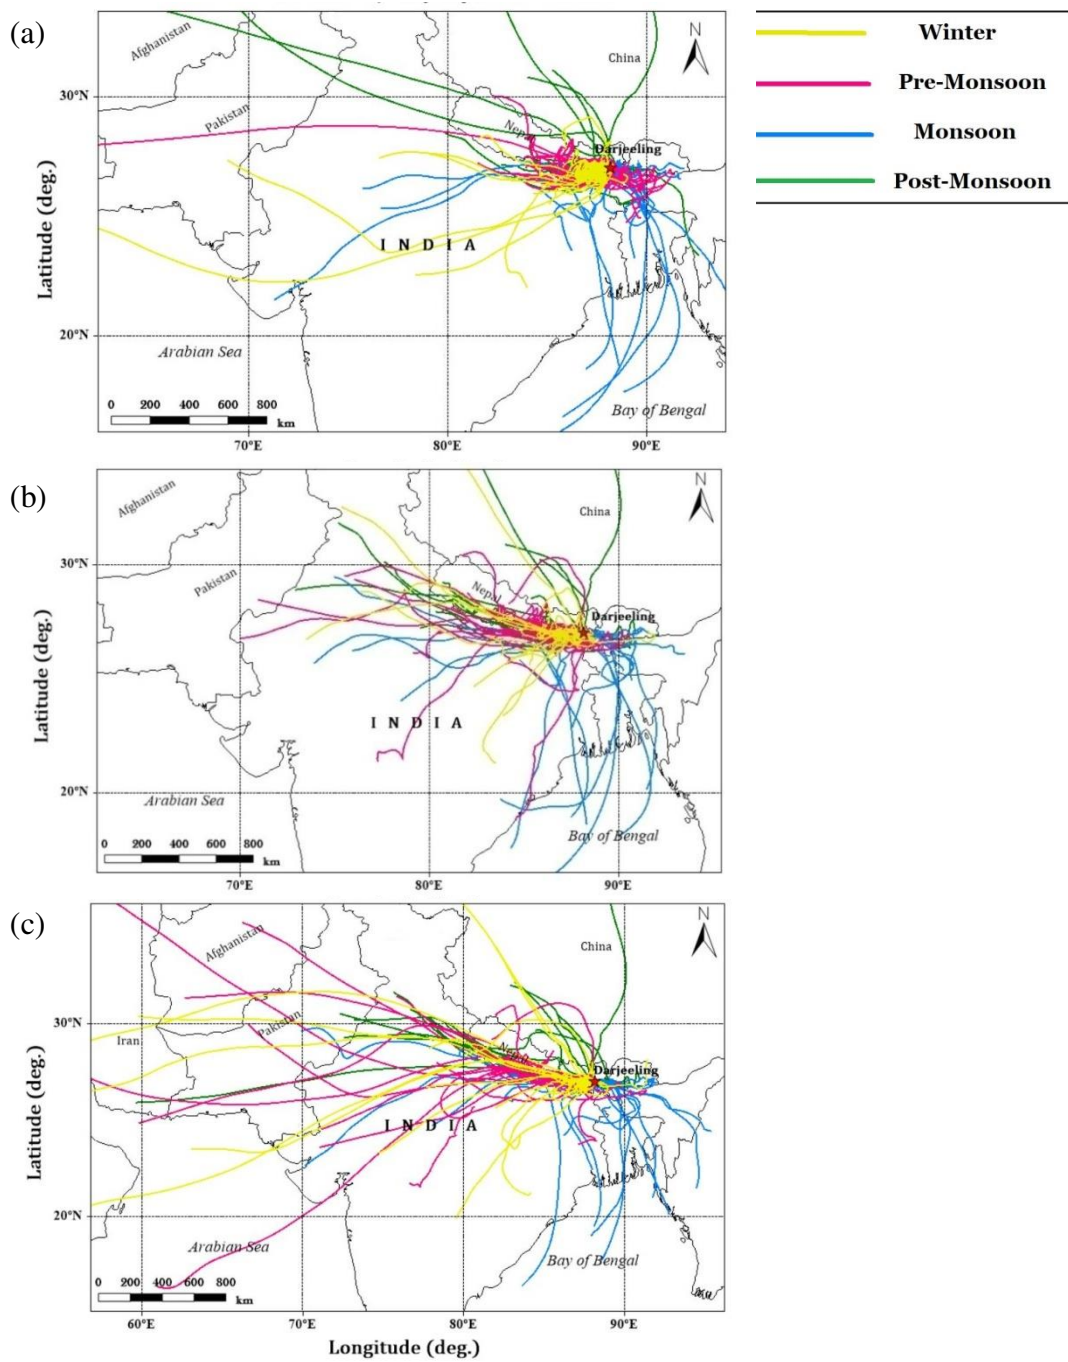 (a)
Afghanistan
N
China
Winter
Pre-Monsoon
Monsoon
Post-Monsoon
30°N
Pakistan
Nepal
Darjeeling
Latitude (deg.)
I N D I A
20°N
Arabian Sea
Bay of Bengal
0 200 400 600 800
km
70°E 80°E 90°E
(b)
Afghanistan
N
China
30°N
Pakistan
Nepal
Darjeeling
Latitude (deg.)
I N D I A
20°N
Arabian Sea
Bay of Bengal
0 200 400 600 800
km
70°E 80°E 90°E
(c)
Afghanistan
N
China
30°N
Iran
Pakistan
Nepal
Darjeeling
Latitude (deg.)
I N D I A
20°N
Arabian Sea
Bay of Bengal
0 200 400 600 800
km
60°E 70°E 80°E 90°E
Longitude (deg.)